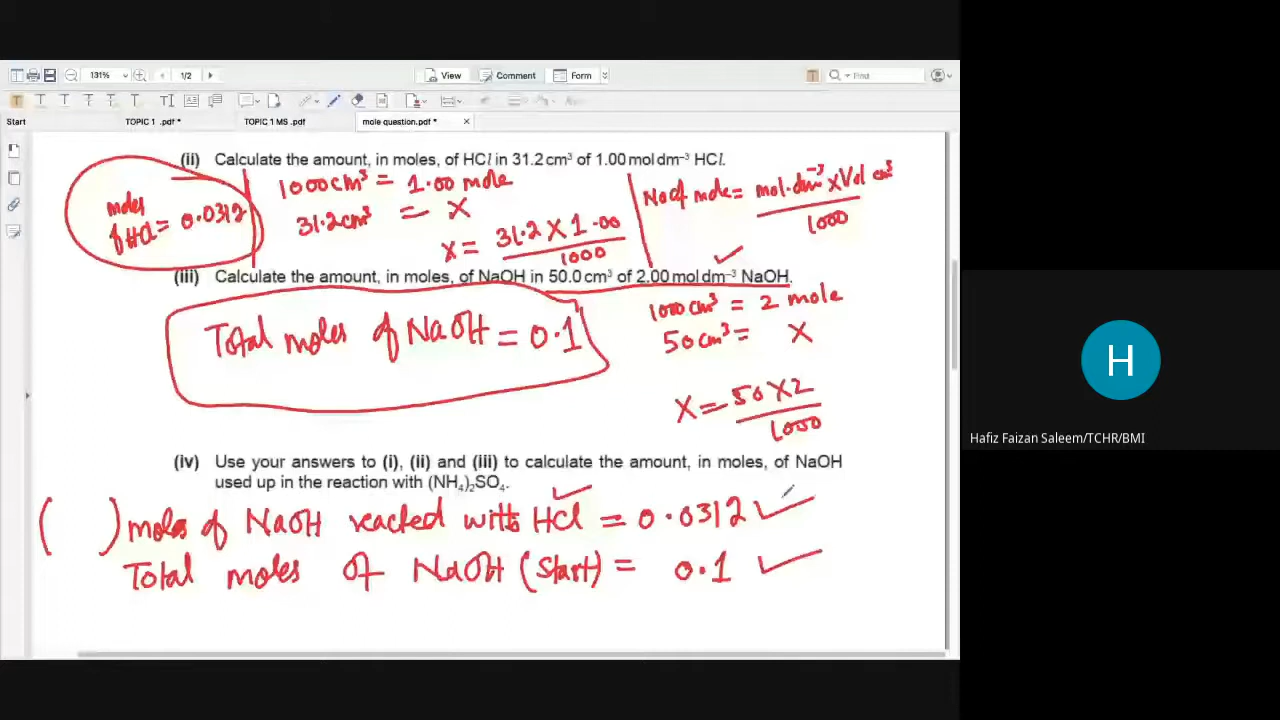 131%
1/2
View
Comment
Form
Find
Start
TOPIC 1 .pdf *
TOPIC 1 MS .pdf
mole question.pdf *
(ii) Calculate the amount, in moles, of HCl in 31.2 cm³ of 1.00 mol dm⁻³ HCl.
moles
of HCl = 0.0312
1000 cm³ = 1.00 mole
31.2 cm³ = X
X = 31.2 X 1.00
1000
No of mole = mol.dm⁻³ x Vol cm³
1000
(iii) Calculate the amount, in moles, of NaOH in 50.0 cm³ of 2.00 mol dm⁻³ NaOH.
Total moles of NaOH = 0.1
1000 cm³ = 2 mole
50 cm³ = X
X = 50 X 2
1000
(iv) Use your answers to (i), (ii) and (iii) to calculate the amount, in moles, of NaOH
used up in the reaction with (NH₄)₂SO₄.
( ) moles of NaOH reacted with HCl = 0.0312
Total moles of NaOH (Start) = 0.1
H
Hafiz Faizan Saleem/TCHR/BMI